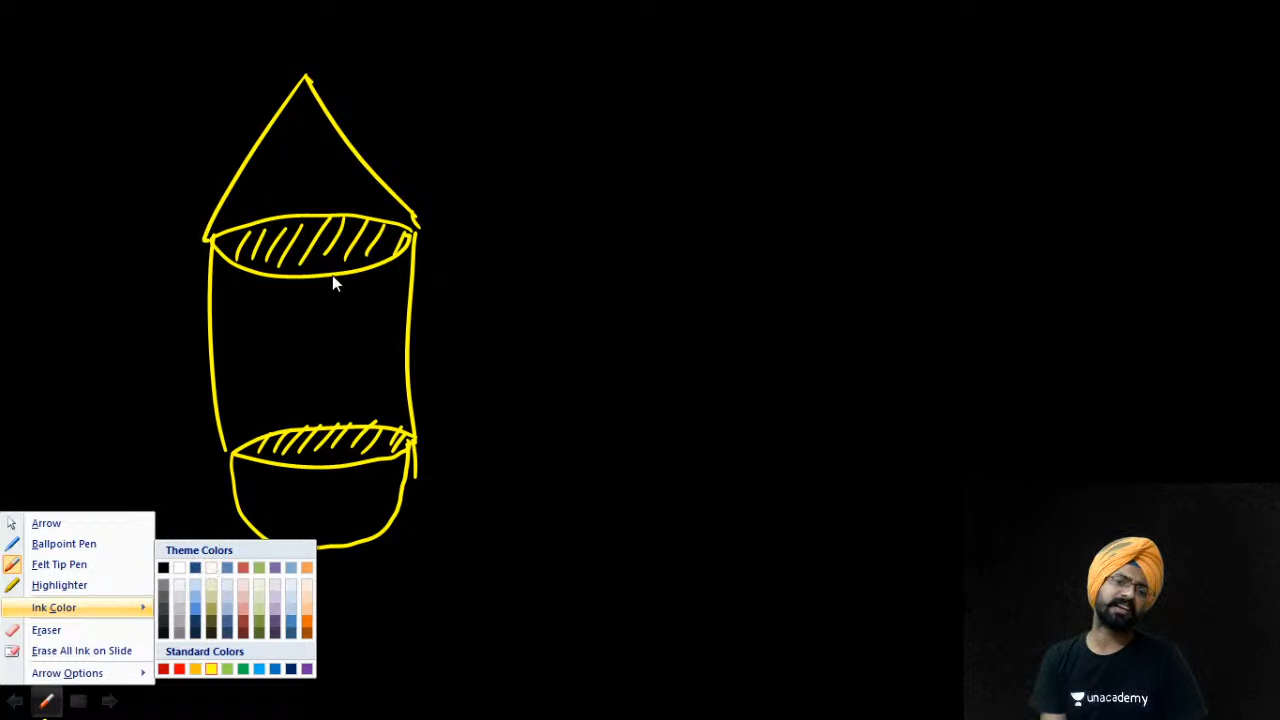 Arrow
Ballpoint Pen
Felt Tip Pen
Highlighter
Ink Color
Eraser
Erase All Ink on Slide
Arrow Options
Theme Colors
Standard Colors
unacademy